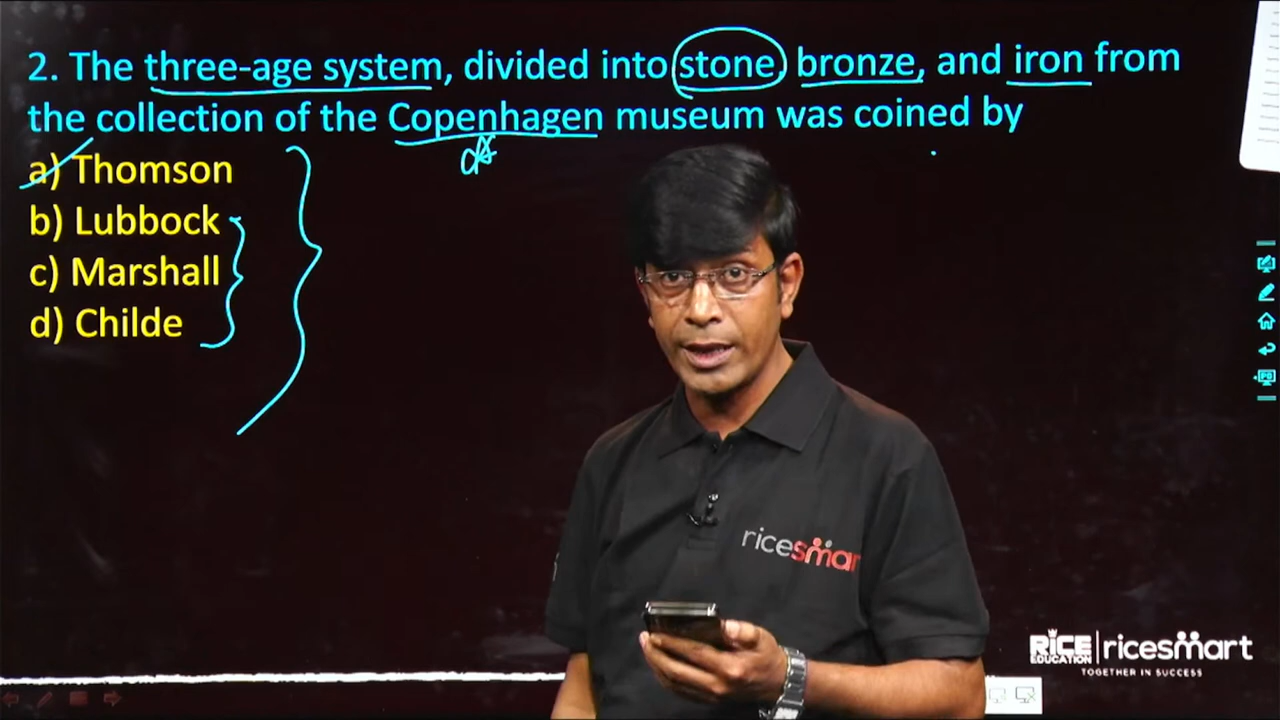 2. The three-age system, divided into stone, bronze, and iron from
the collection of the Copenhagen museum was coined by
a) Thomson
b) Lubbock
c) Marshall
d) Childe
ricesmar
RICE EDUCATION ricesmart
TOGETHER IN SUCCESS